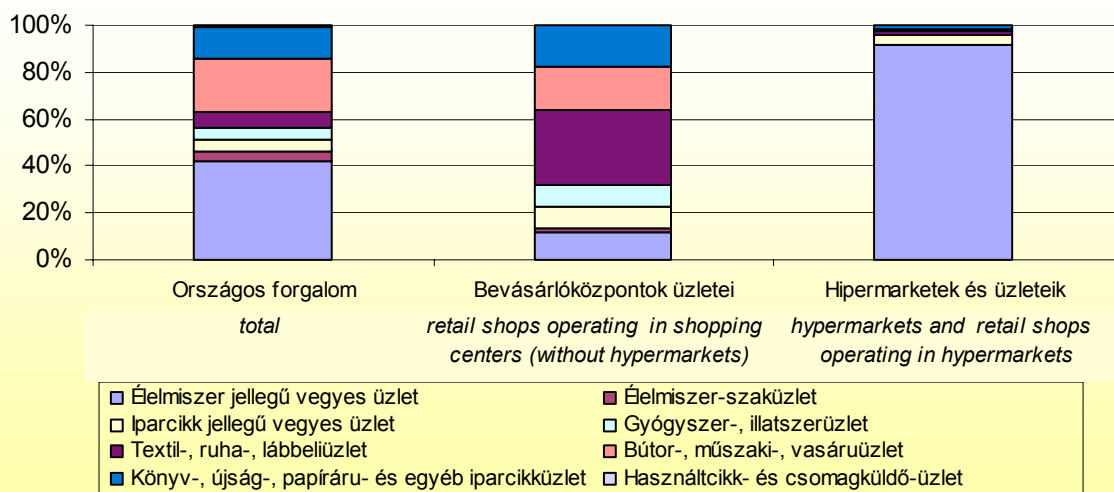 100%
80%
60%
40%
20%
0%
Országos forgalom
Bevásárlóközpontok üzletei
Hipermarketek és üzleteik
total
retail shops operating in shopping
centers (without hypermarkets)
hypermarkets and retail shops
operating in hypermarkets
Élelmiszer jellegű vegyes üzlet
Élelmiszer-szaküzlet
Iparcikk jellegű vegyes üzlet
Gyógyszer-, illatszerüzlet
Textil-, ruha-, lábbeliüzlet
Bútor-, műszaki-, vasáruüzlet
Könyv-, újság-, papíráru- és egyéb iparcikküzlet
Használtcikk- és csomagküldő-üzlet